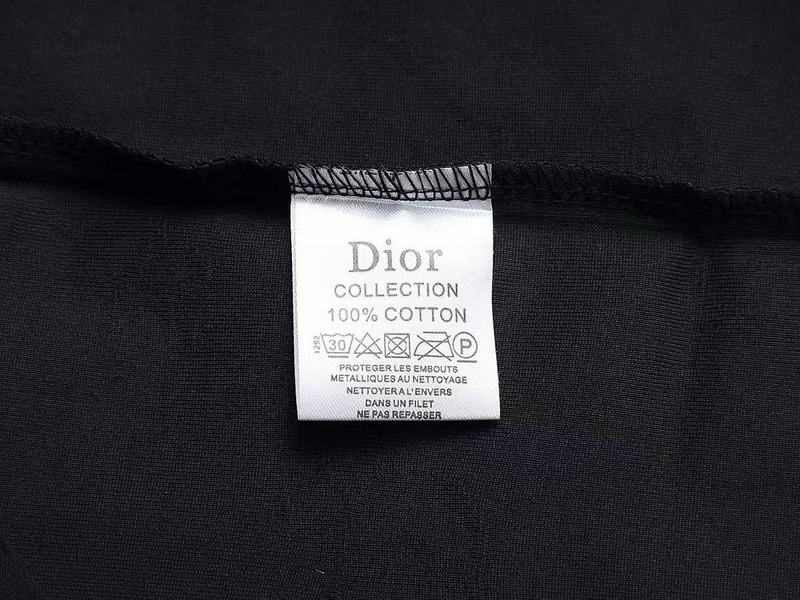 Dior
COLLECTION
100% COTTON
1292 30 P
PROTEGER LES EMBOUTS
METALLIQUES AU NETTOYAGE
NETTOYER A L'ENVERS
DANS UN FILET
NE PAS REPASSER